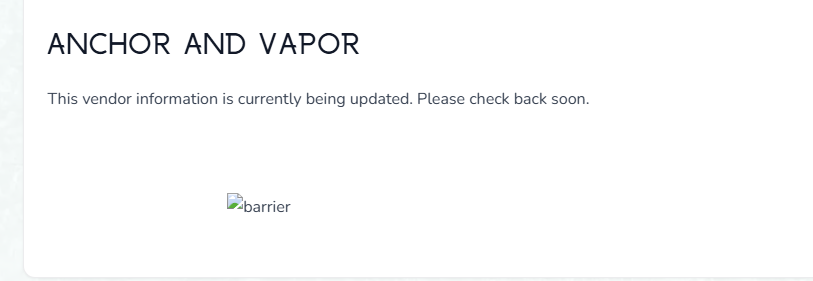 ANCHOR AND VAPOR
This vendor information is currently being updated. Please check back soon.
barrier